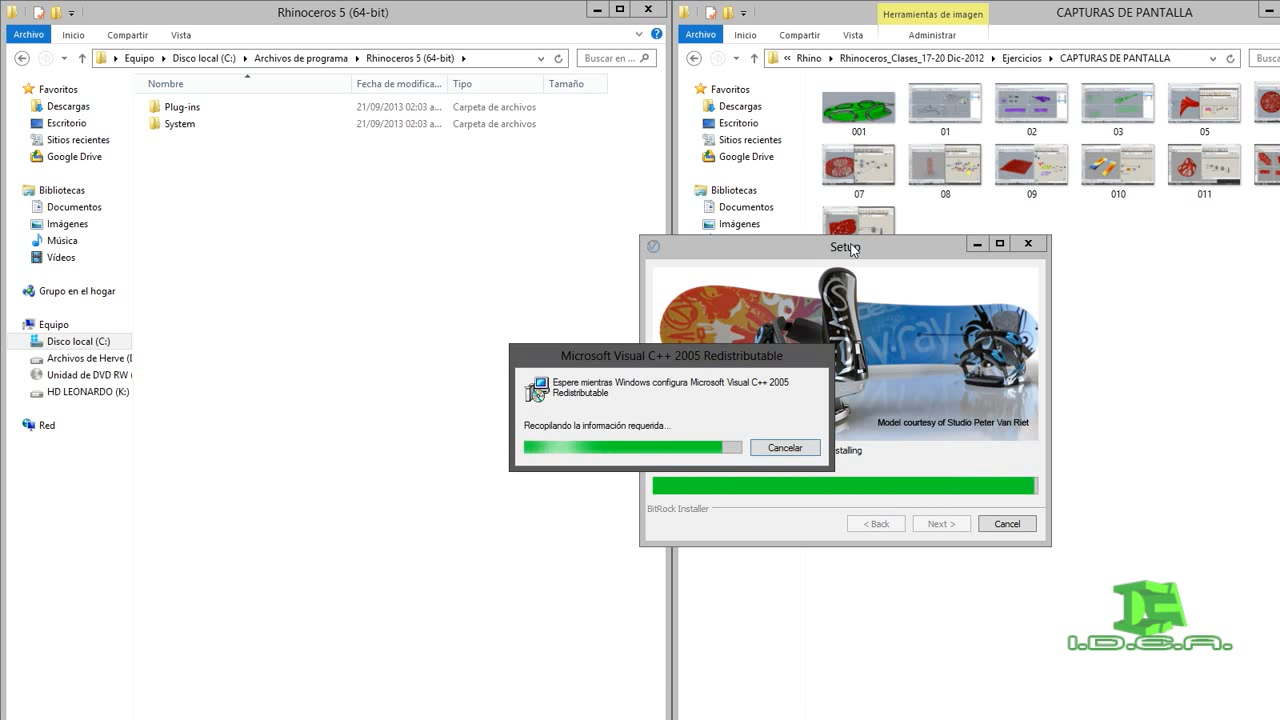 Rhinoceros 5 (64-bit)
Archivo Inicio Compartir Vista
Equipo Disco local (C:) Archivos de programa Rhinoceros 5 (64-bit) Buscar en ...
Nombre Fecha de modifica... Tipo Tamaño
Favoritos
Descargas
Escritorio
Sitios recientes
Google Drive
Bibliotecas
Documentos
Imágenes
Música
Vídeos
Grupo en el hogar
Equipo
Disco local (C:)
Archivos de Herve (D
Unidad de DVD RW (
HD LEONARDO (K:)
Red
Plug-ins 21/09/2013 02:03 a... Carpeta de archivos
System 21/09/2013 02:03 a... Carpeta de archivos
Herramientas de imagen CAPTURAS DE PANTALLA
Archivo Inicio Compartir Vista Administrar
« Rhino Rhinoceros_Clases_17-20 Dic-2012 Ejercicios CAPTURAS DE PANTALLA Busca
Favoritos
Descargas
Escritorio
Sitios recientes
Google Drive
Bibliotecas
Documentos
Imágenes
001 01 02 03 05
07 08 09 010 011
Setup
v-ray
Model courtesy of Studio Peter Van Riet
stalling
BitRock Installer
< Back Next > Cancel
Microsoft Visual C++ 2005 Redistributable
Espere mientras Windows configura Microsoft Visual C++ 2005
Redistributable
Recopilando la información requerida...
Cancelar
I.D.E.A.